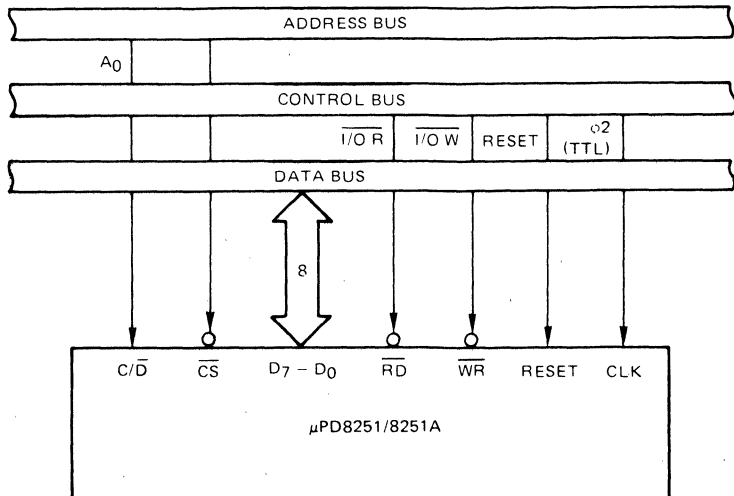 ADDRESS BUS
A0
CONTROL BUS
I/O R I/O W RESET φ2 (TTL)
DATA BUS
8
C/D CS D7 – D0 RD WR RESET CLK
μPD8251/8251A